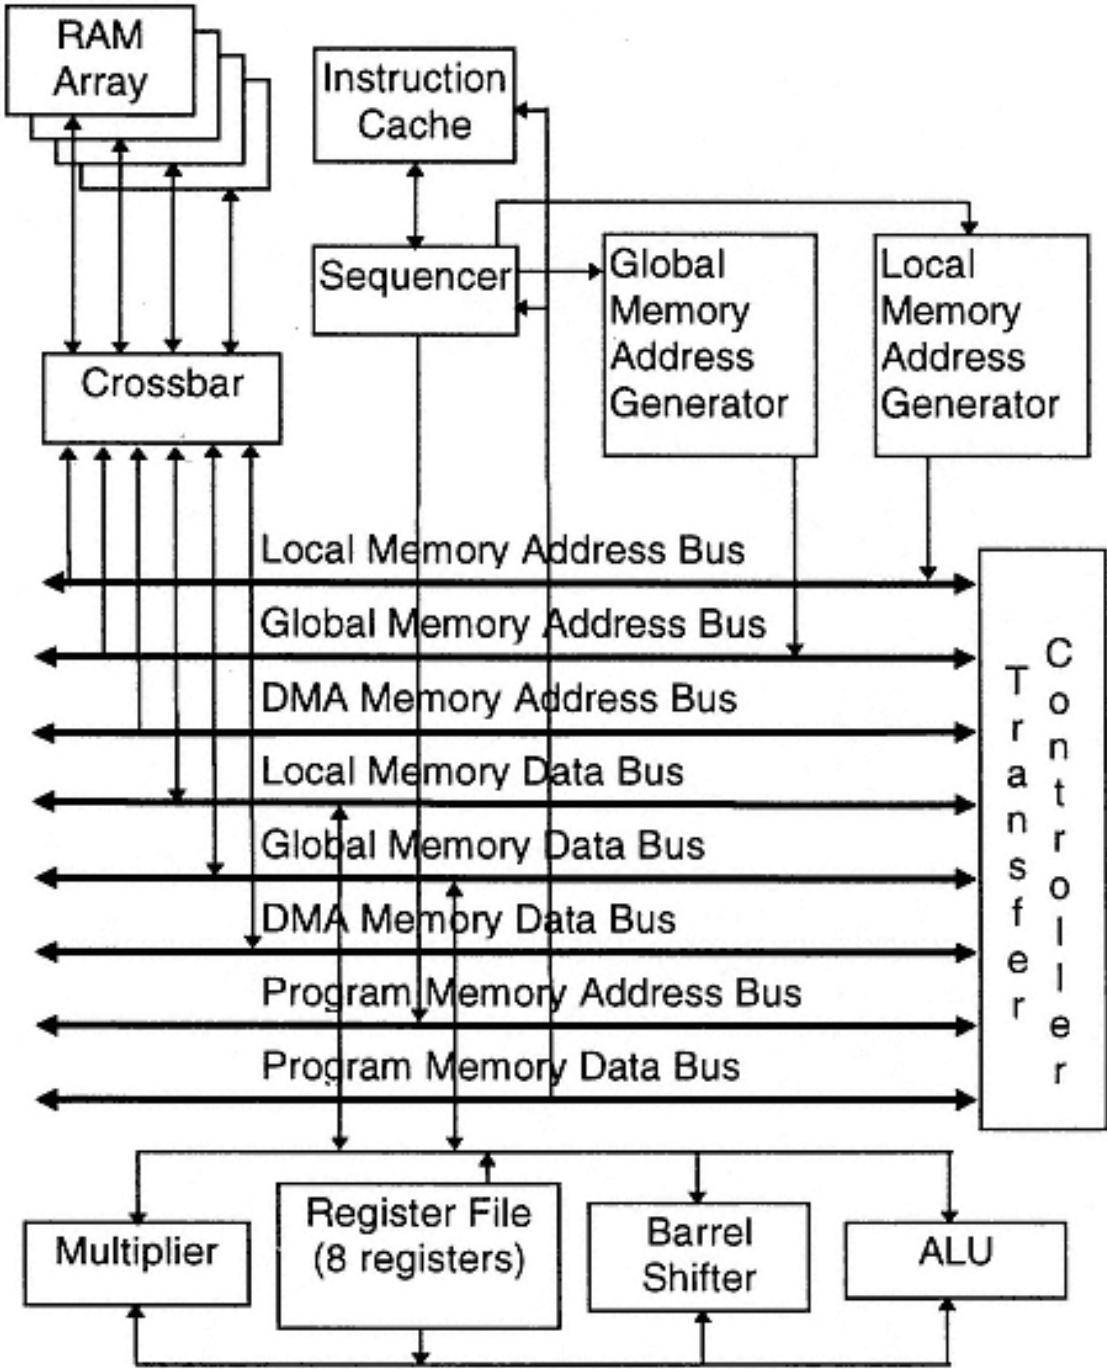 RAM
Array
Instruction
Cache
Sequencer
Global
Memory
Address
Generator
Local
Memory
Address
Generator
Crossbar
Local Memory Address Bus
Global Memory Address Bus
DMA Memory Address Bus
Local Memory Data Bus
Global Memory Data Bus
DMA Memory Data Bus
Program Memory Address Bus
Program Memory Data Bus
Transfer
Controller
Multiplier
Register File
(8 registers)
Barrel
Shifter
ALU